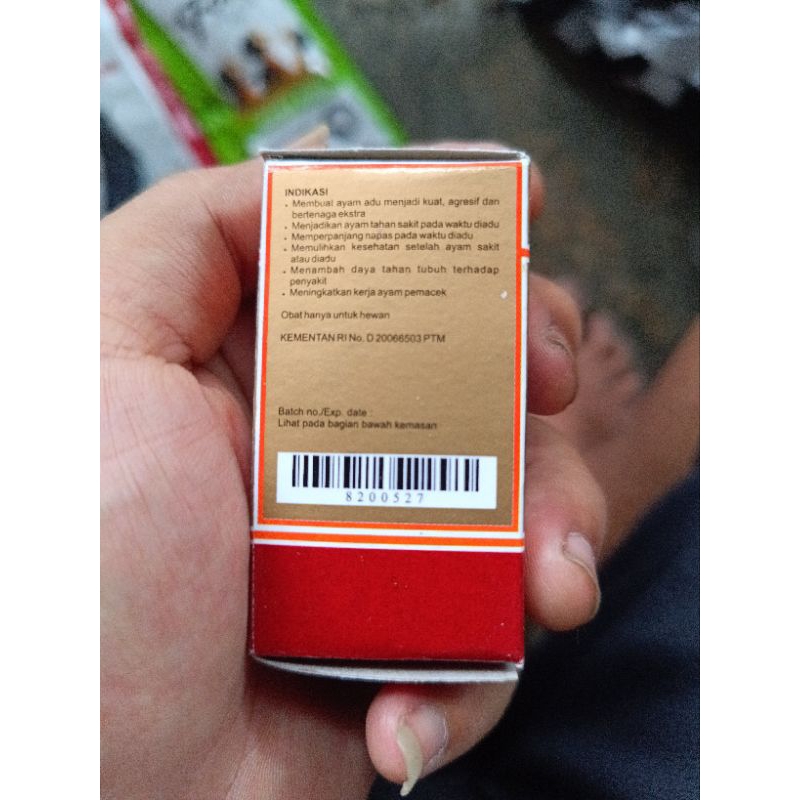 INDIKASI
. Membuat ayam adu menjadi kuat, agresif dan
bertenaga ekstra
. Menjadikan ayam tahan sakit pada waktu diadu
. Memperpanjang napas pada waktu diadu
. Memulihkan kesehatan setelah ayam sakit
atau diadu
. Menambah daya tahan tubuh terhadap
penyakit
. Meningkatkan kerja ayam pemacek
Obat hanya untuk hewan
KEMENTAN RI No. D 20066503 PTM
Batch no./Exp. date :
Lihat pada bagian bawah kemasan
8200527